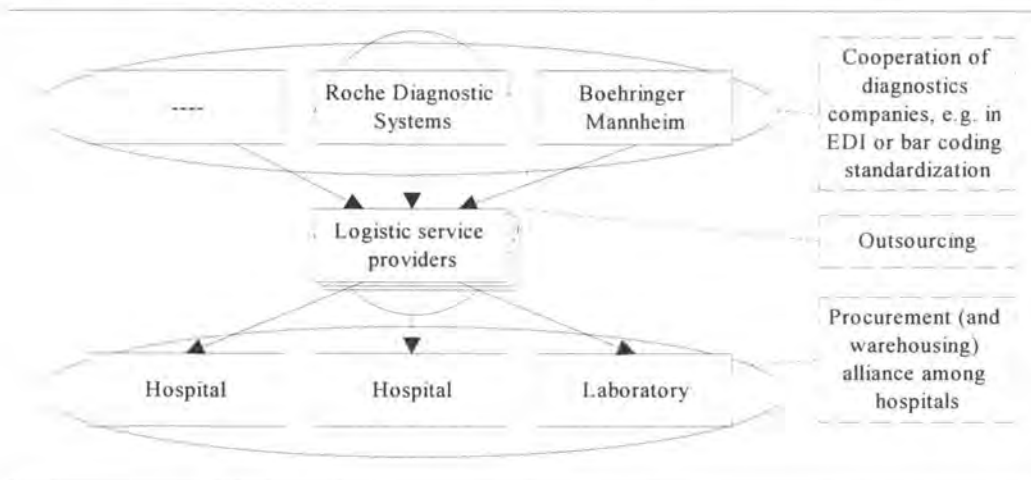 ----
Roche Diagnostic
Systems
Boehringer
Mannheim
Cooperation of
diagnostics
companies, e.g. in
EDI or bar coding
standardization
Logistic service
providers
Outsourcing
Hospital
Hospital
Laboratory
Procurement (and
warehousing)
alliance among
hospitals